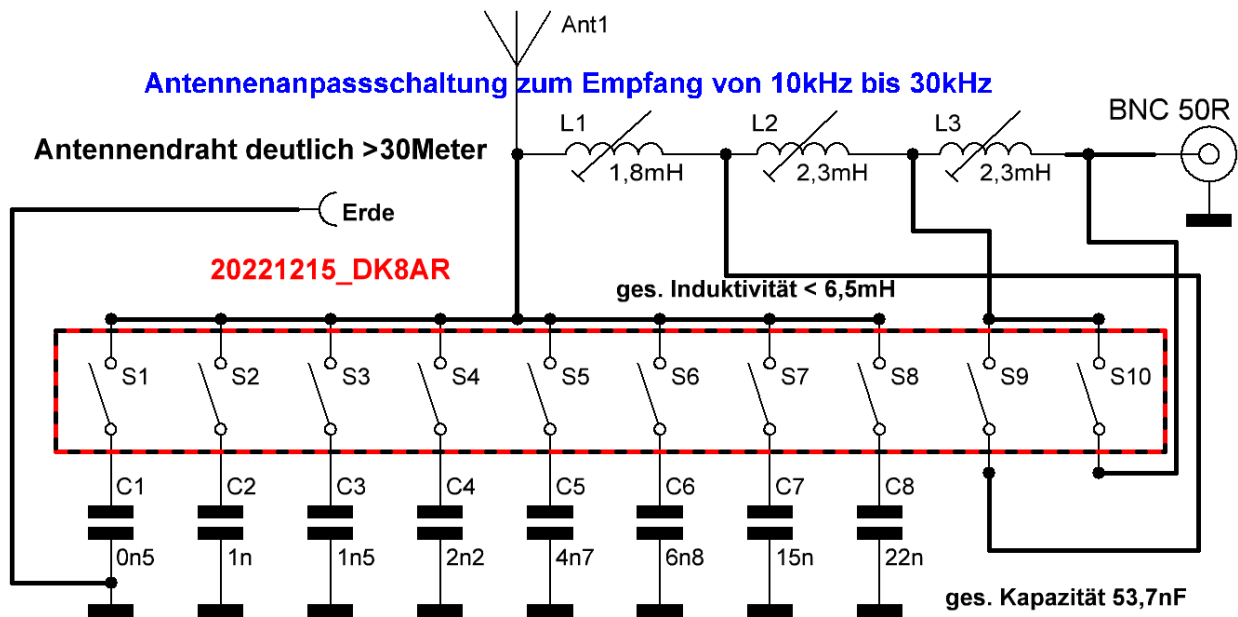 Ant1
Antennenanpassschaltung zum Empfang von 10kHz bis 30kHz
BNC 50R
L1
L2
L3
Antennendraht deutlich >30Meter
1,8mH
2,3mH
2,3mH
Erde
20221215_DK8AR
ges. Induktivität < 6,5mH
S1
S2
S3
S4
S5
S6
S7
S8
S9
S10
C1
C2
C3
C4
C5
C6
C7
C8
0n5
1n
1n5
2n2
4n7
6n8
15n
22n
ges. Kapazität 53,7nF